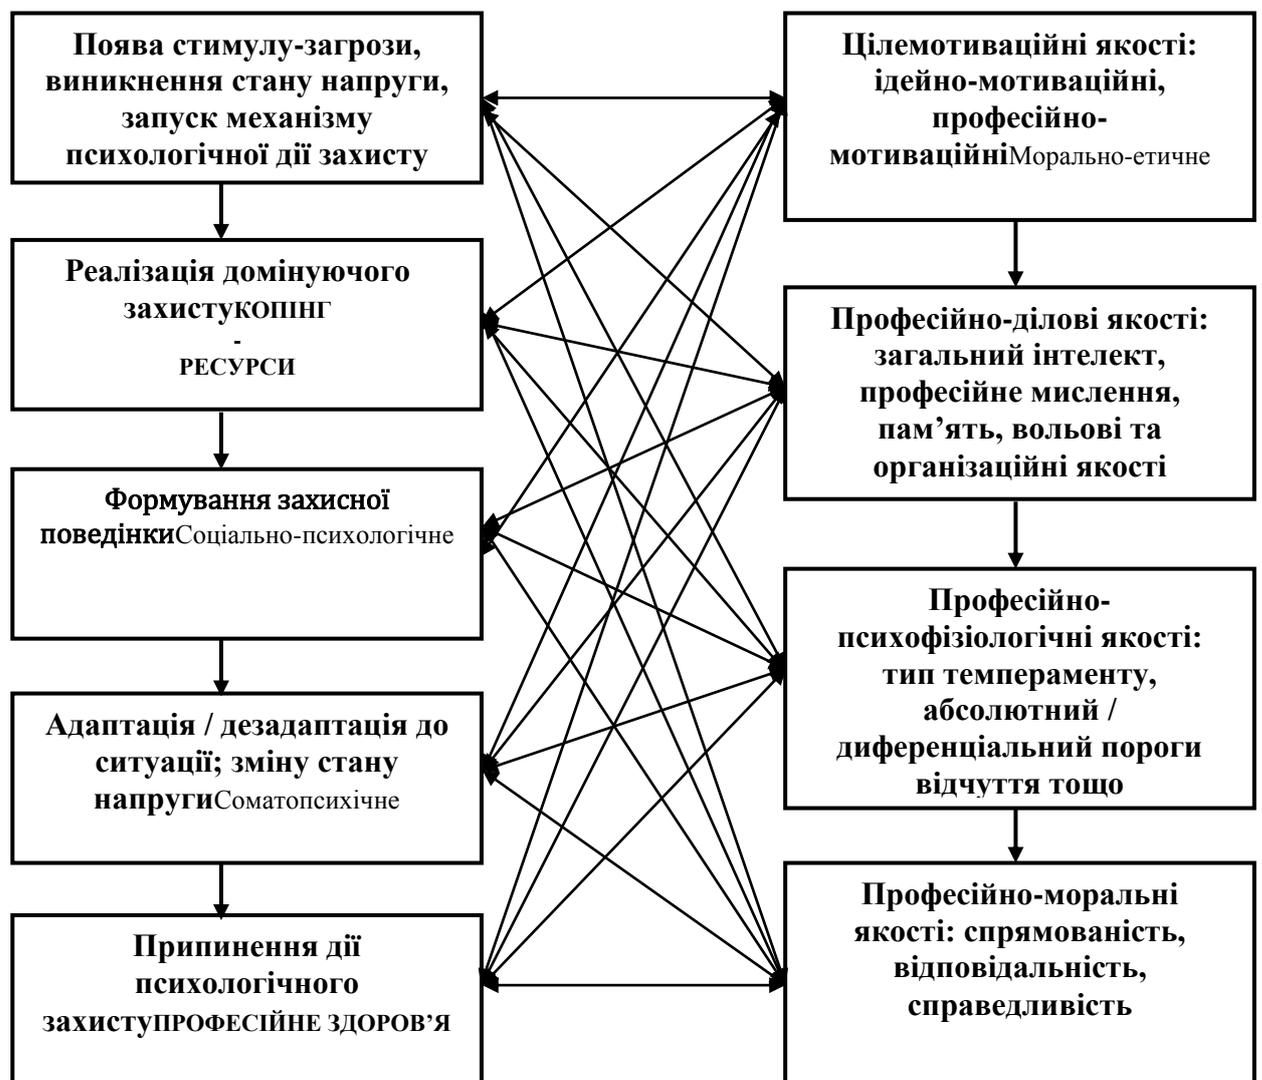 Поява стимулу-загрози,
виникнення стану напруги,
запуск механізму
психологічної дії захисту
Реалізація домінуючого
захистуКОПІНГ
-
РЕСУРСИ
Формування захисної
поведінкиСоціально-психологічне
Адаптація / дезадаптація до
ситуації; зміну стану
напругиСоматопсихічне
Припинення дії
психологічного
захистуПРОФЕСІЙНЕ ЗДОРОВ’Я
Цілемотиваційні якості:
ідейно-мотиваційні,
професійно-
мотиваційніМорально-етичне
Професійно-ділові якості:
загальний інтелект,
професійне мислення,
пам’ять, вольові та
організаційні якості
Професійно-
психофізіологічні якості:
тип темпераменту,
абсолютний /
диференціальний пороги
відчуття тощо
Професійно-моральні
якості: спрямованість,
відповідальність,
справедливість